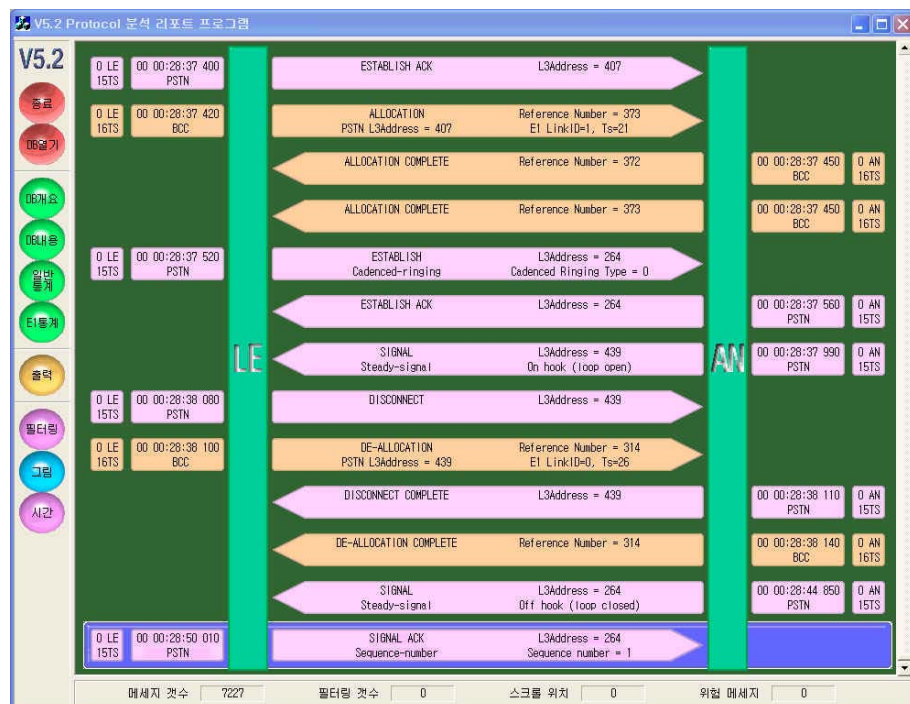 V5.2 Protocol 분석 리포트 프로그램
V5.2
종료
DB열기
DB개요
DB내용
일반
통계
E1통계
출력
필터링
그림
시간
LE
AN
0 LE 00 00:28:37 400 ESTABLISH ACK L3Address = 407
15TS PSTN
0 LE 00 00:28:37 420 ALLOCATION Reference Number = 373
16TS BCC PSTN L3Address = 407 E1 LinkID=1, Ts=21
ALLOCATION COMPLETE Reference Number = 372 00 00:28:37 450 0 AN
BCC 16TS
ALLOCATION COMPLETE Reference Number = 373 00 00:28:37 450 0 AN
BCC 16TS
0 LE 00 00:28:37 520 ESTABLISH L3Address = 264
15TS PSTN Cadenced-ringing Cadenced Ringing Type = 0
ESTABLISH ACK L3Address = 264 00 00:28:37 560 0 AN
PSTN 15TS
SIGNAL L3Address = 439 00 00:28:37 990 0 AN
Steady-signal On hook (loop open) PSTN 15TS
0 LE 00 00:28:38 080 DISCONNECT L3Address = 439
15TS PSTN
0 LE 00 00:28:38 100 DE-ALLOCATION Reference Number = 314
16TS BCC PSTN L3Address = 439 E1 LinkID=0, Ts=26
DISCONNECT COMPLETE L3Address = 439 00 00:28:38 110 0 AN
PSTN 15TS
DE-ALLOCATION COMPLETE Reference Number = 314 00 00:28:38 140 0 AN
BCC 16TS
SIGNAL L3Address = 264 00 00:28:44 850 0 AN
Steady-signal Off hook (loop closed) PSTN 15TS
0 LE 00 00:28:50 010 SIGNAL ACK L3Address = 264
15TS PSTN Sequence-number Sequence number = 1
메세지 갯수 7227 필터링 갯수 0 스크롤 위치 0 위험 메세지 0